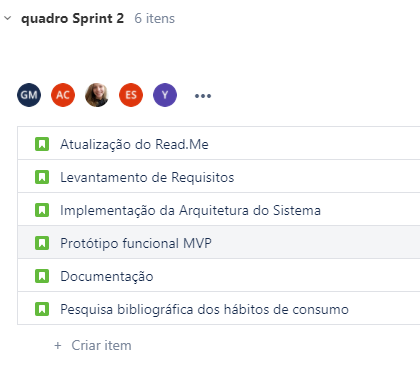 quadro Sprint 2 6 itens
GM AC ES Y
Atualização do Read.Me
Levantamento de Requisitos
Implementação da Arquitetura do Sistema
Protótipo funcional MVP
Documentação
Pesquisa bibliográfica dos hábitos de consumo
+ Criar item